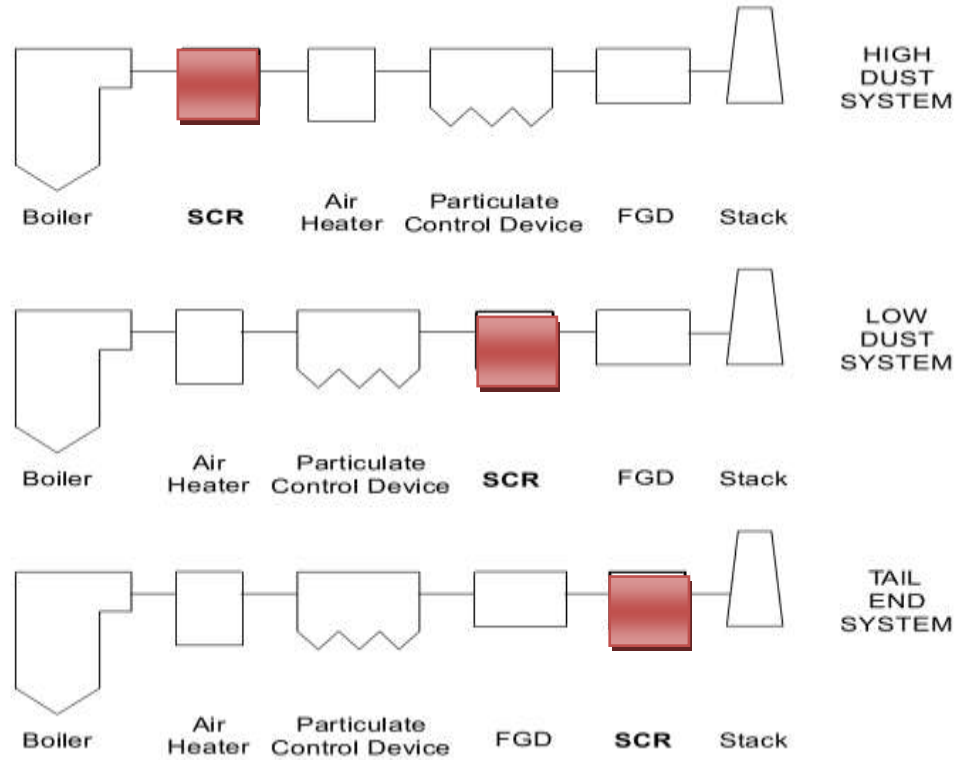 HIGH
DUST
SYSTEM
Boiler
SCR
Air
Heater
Particulate
Control Device
FGD
Stack
LOW
DUST
SYSTEM
Boiler
Air
Heater
Particulate
Control Device
SCR
FGD
Stack
TAIL
END
SYSTEM
Boiler
Air
Heater
Particulate
Control Device
FGD
SCR
Stack